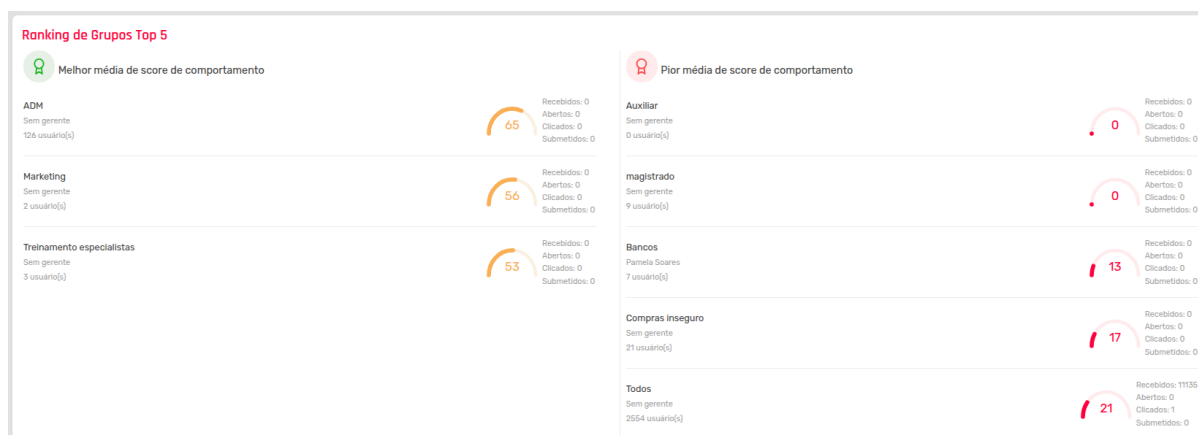 Ranking de Grupos Top 5
Melhor média de score de comportamento
ADM
Sem gerente
126 usuário(s)
65
Recebidos: 0
Abertos: 0
Clicados: 0
Submetidos: 0
Marketing
Sem gerente
2 usuário(s)
56
Recebidos: 0
Abertos: 0
Clicados: 0
Submetidos: 0
Treinamento especialistas
Sem gerente
3 usuário(s)
53
Recebidos: 0
Abertos: 0
Clicados: 0
Submetidos: 0
Pior média de score de comportamento
Auxiliar
Sem gerente
0 usuário(s)
0
Recebidos: 0
Abertos: 0
Clicados: 0
Submetidos: 0
magistrado
Sem gerente
9 usuário(s)
0
Recebidos: 0
Abertos: 0
Clicados: 0
Submetidos: 0
Bancos
Pamela Soares
7 usuário(s)
13
Recebidos: 0
Abertos: 0
Clicados: 0
Submetidos: 0
Compras inseguro
Sem gerente
21 usuário(s)
17
Recebidos: 0
Abertos: 0
Clicados: 0
Submetidos: 0
Todos
Sem gerente
2554 usuário(s)
21
Recebidos: 11135
Abertos: 0
Clicados: 1
Submetidos: 0